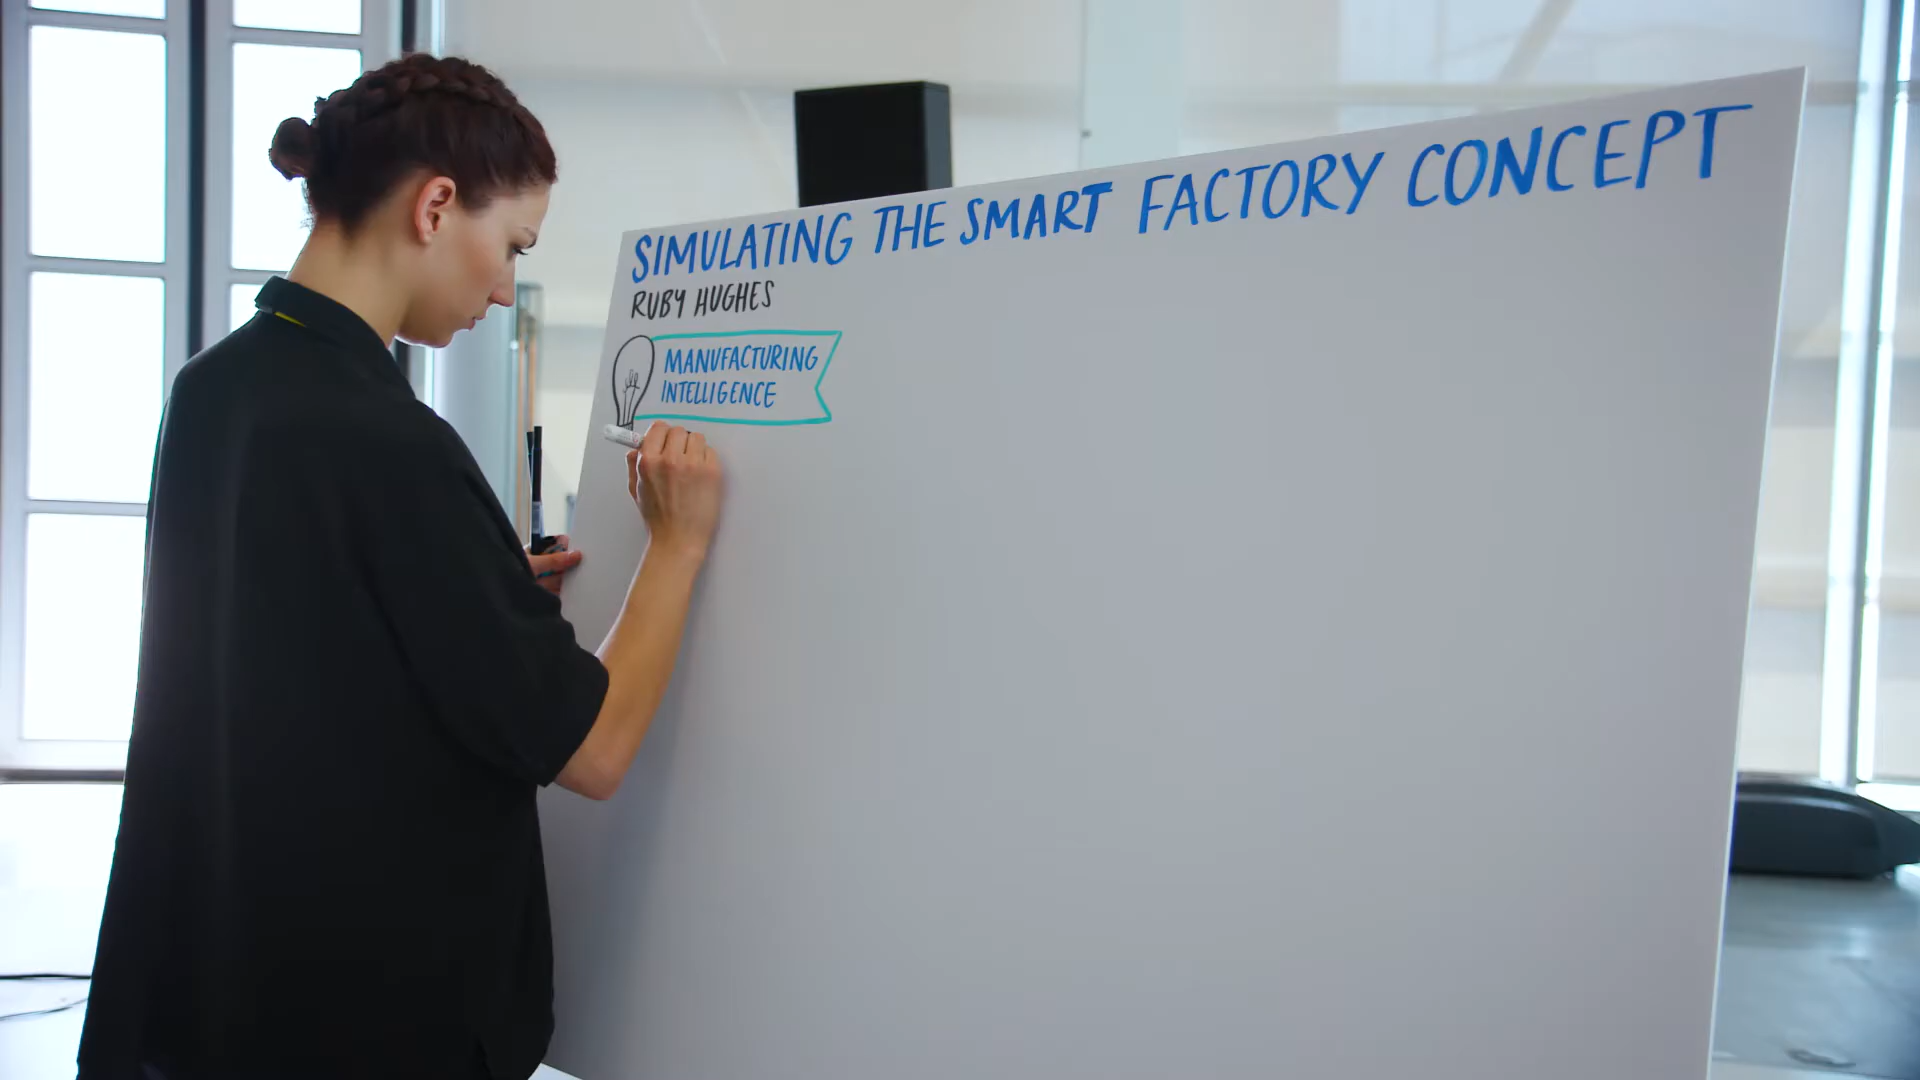 SIMULATING THE SMART FACTORY CONCEPT
RUBY HUGHES
MANUFACTURING
INTELLIGENCE